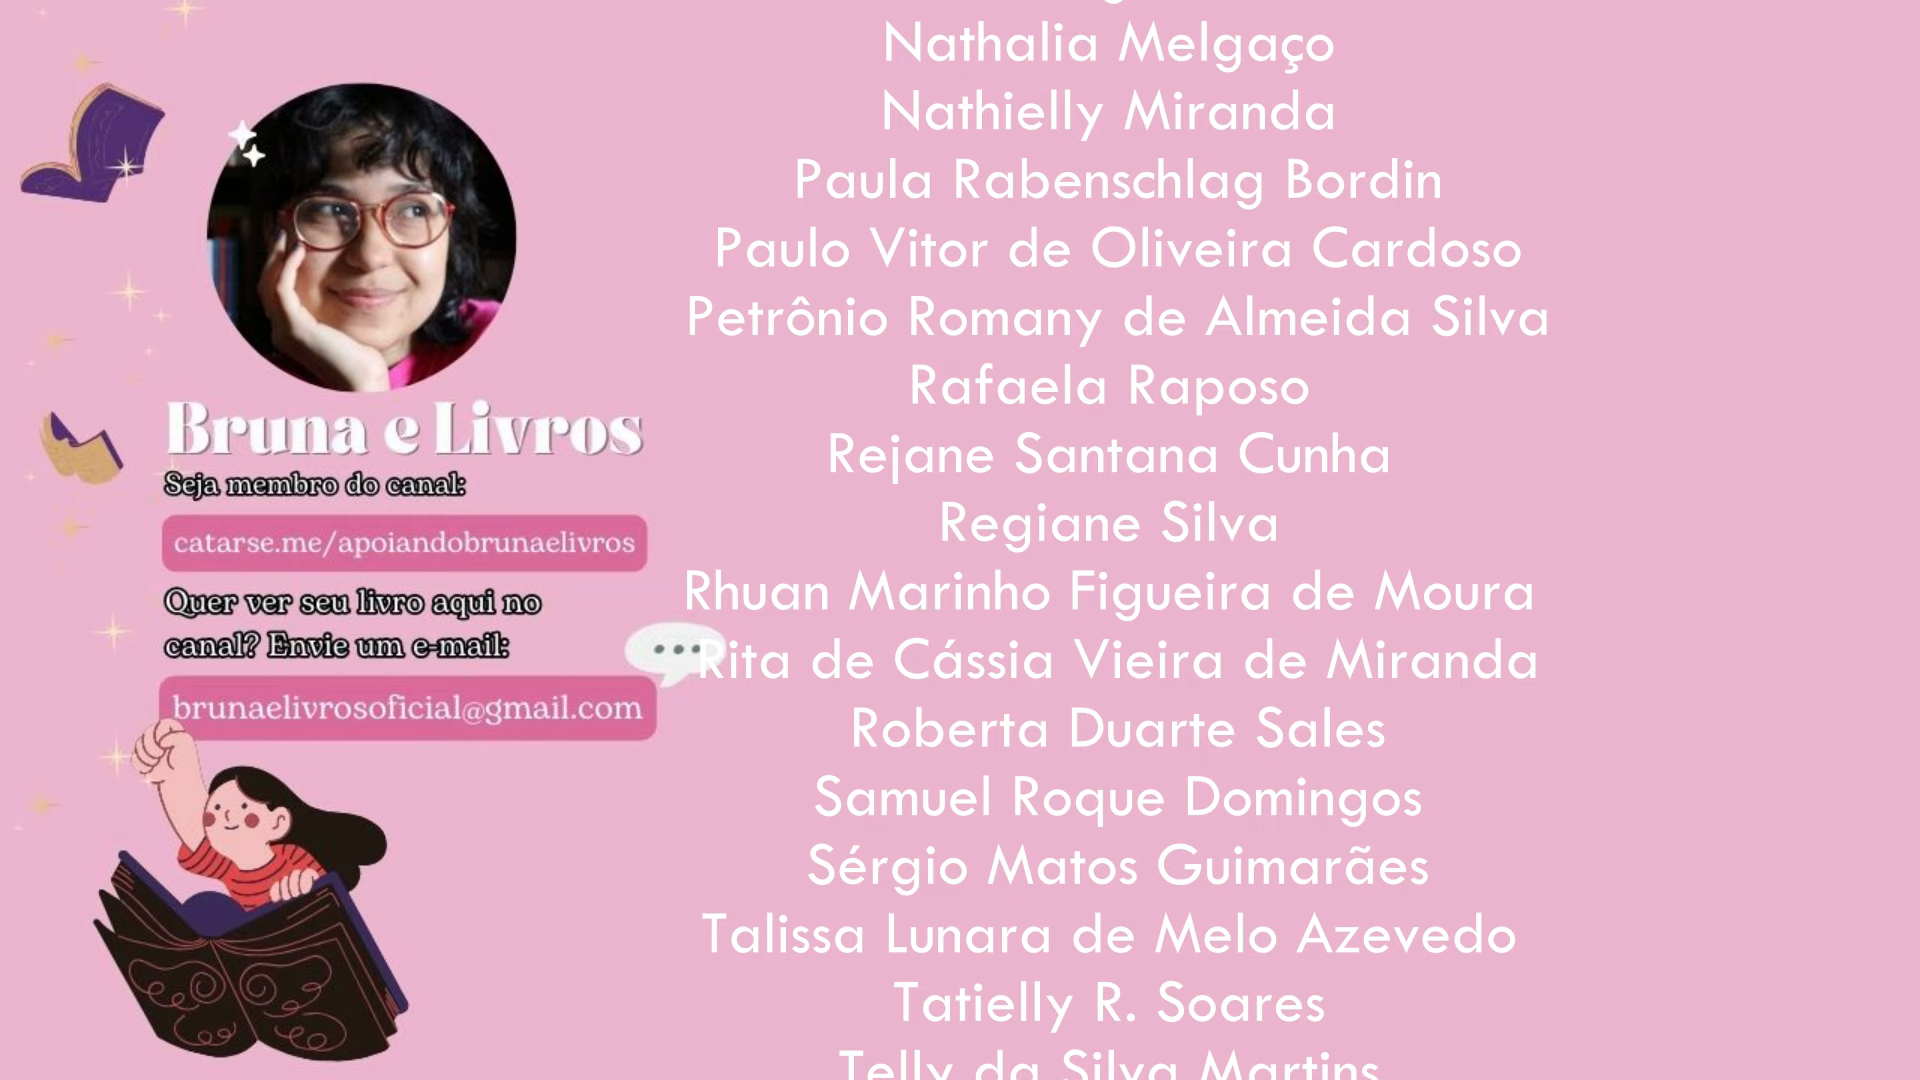 Bruna e Livros
Seja membro do canal:
catarse.me/apoiandobrunaelivros
Quer ver seu livro aqui no
canal? Envie um e-mail:
brunaelivrosoficial@gmail.com
Nathalia Melgaço
Nathielly Miranda
Paula Rabenschlag Bordin
Paulo Vitor de Oliveira Cardoso
Petrônio Romany de Almeida Silva
Rafaela Raposo
Rejane Santana Cunha
Regiane Silva
Rhuan Marinho Figueira de Moura
Rita de Cássia Vieira de Miranda
Roberta Duarte Sales
Samuel Roque Domingos
Sérgio Matos Guimarães
Talissa Lunara de Melo Azevedo
Tatielly R. Soares
Telly da Silva Martins